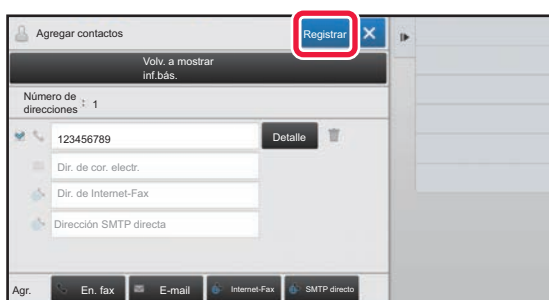 Agregar contactos
Registrar
Volv. a mostrar
inf.bás.
Número de
direcciones : 1
123456789
Detalle
Dir. de cor. electr.
Dir. de Internet-Fax
Dirección SMTP directa
Agr.
En. fax
E-mail
Internet-Fax
SMTP directo